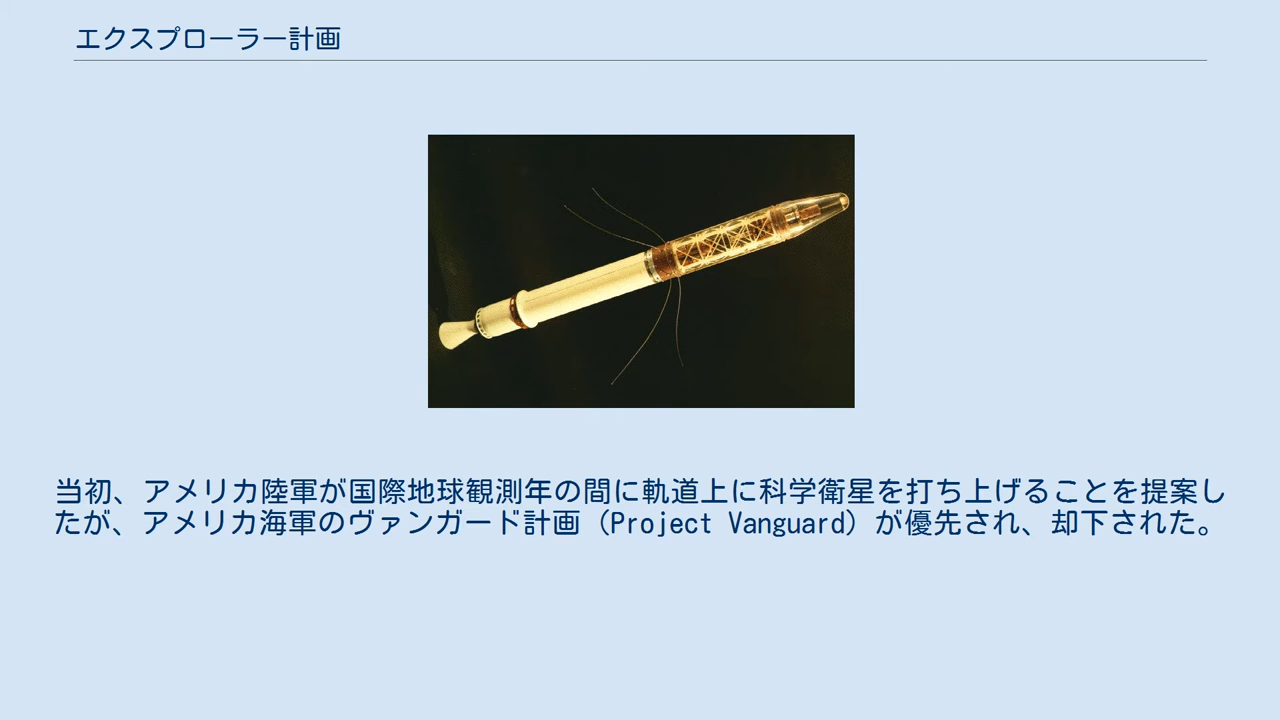 エクスプローラー計画
当初、アメリカ陸軍が国際地球観測年の間に軌道上に科学衛星を打ち上げることを提案し
たが、アメリカ海軍のヴァンガード計画（Project Vanguard）が優先され、却下された。